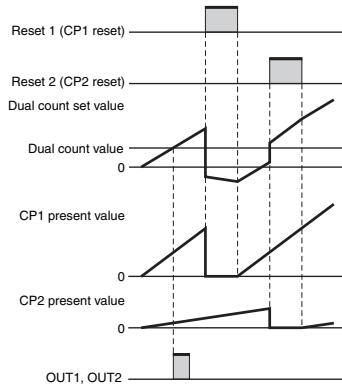 Reset 1 (CP1 reset)
Reset 2 (CP2 reset)
Dual count set value
Dual count value
0
CP1 present value
0
CP2 present value
0
OUT1, OUT2